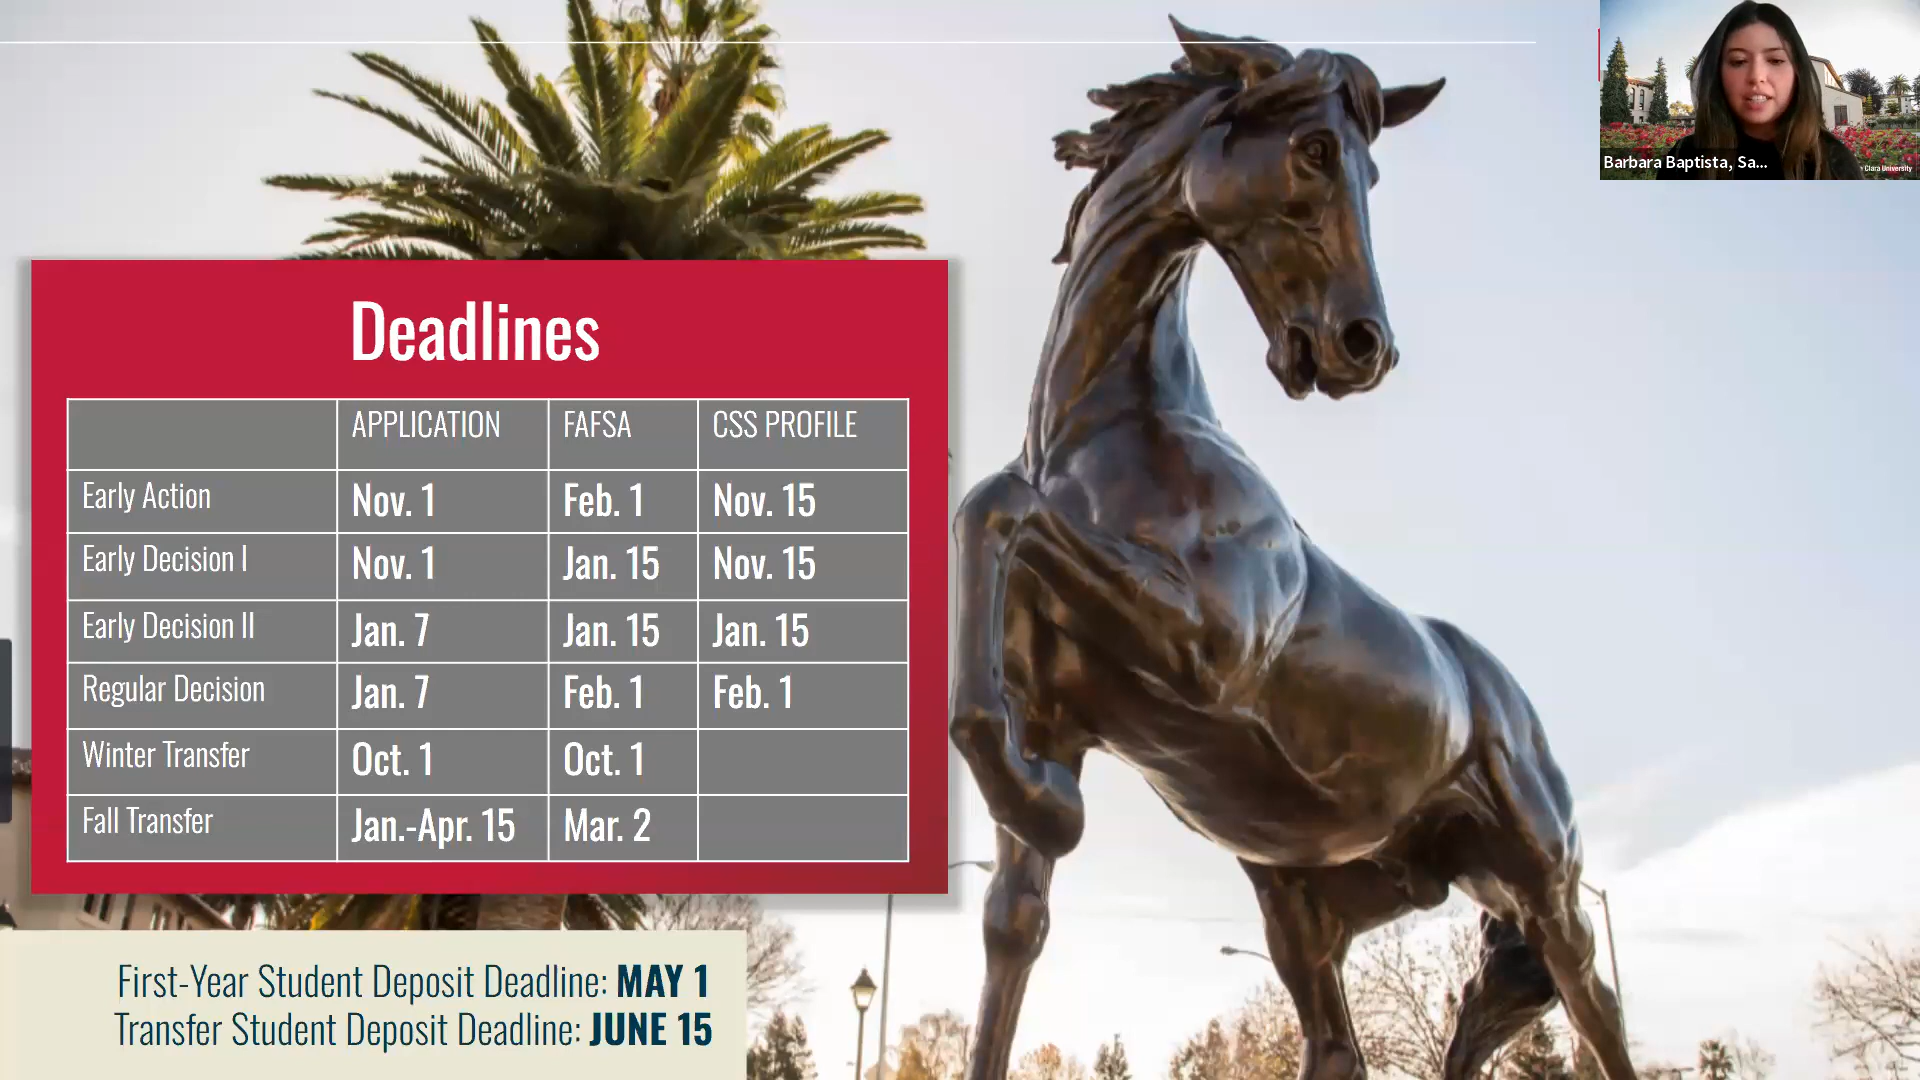 Deadlines
APPLICATION FAFSA CSS PROFILE
Early Action Nov. 1 Feb. 1 Nov. 15
Early Decision I Nov. 1 Jan. 15 Nov. 15
Early Decision II Jan. 7 Jan. 15 Jan. 15
Regular Decision Jan. 7 Feb. 1 Feb. 1
Winter Transfer Oct. 1 Oct. 1
Fall Transfer Jan.-Apr. 15 Mar. 2
First-Year Student Deposit Deadline: MAY 1
Transfer Student Deposit Deadline: JUNE 15
Barbara Baptista, Sa...
Clara University